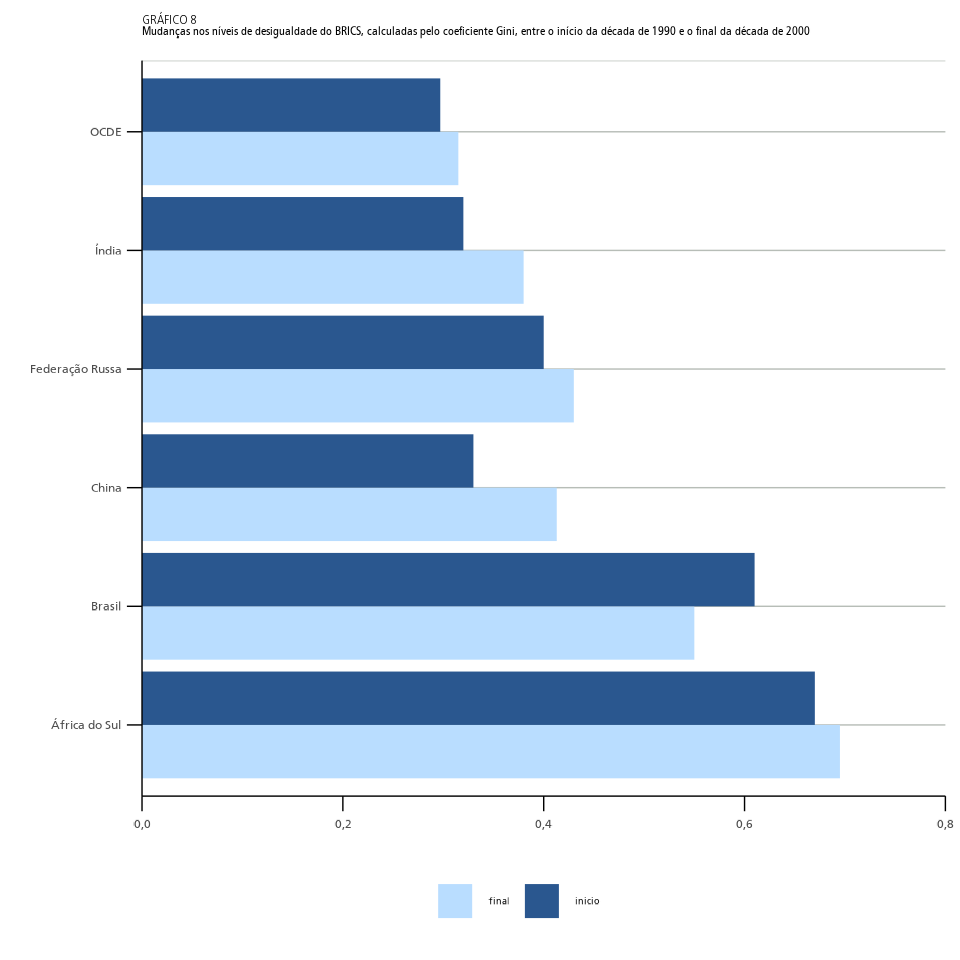 GRÁFICO 8
Mudanças nos níveis de desigualdade do BRICS, calculadas pelo coeficiente Gini, entre o início da década de 1990 e o final da década de 2000
OCDE
Índia
Federação Russa
China
Brasil
África do Sul
0,0 0,2 0,4 0,6 0,8
final inicio